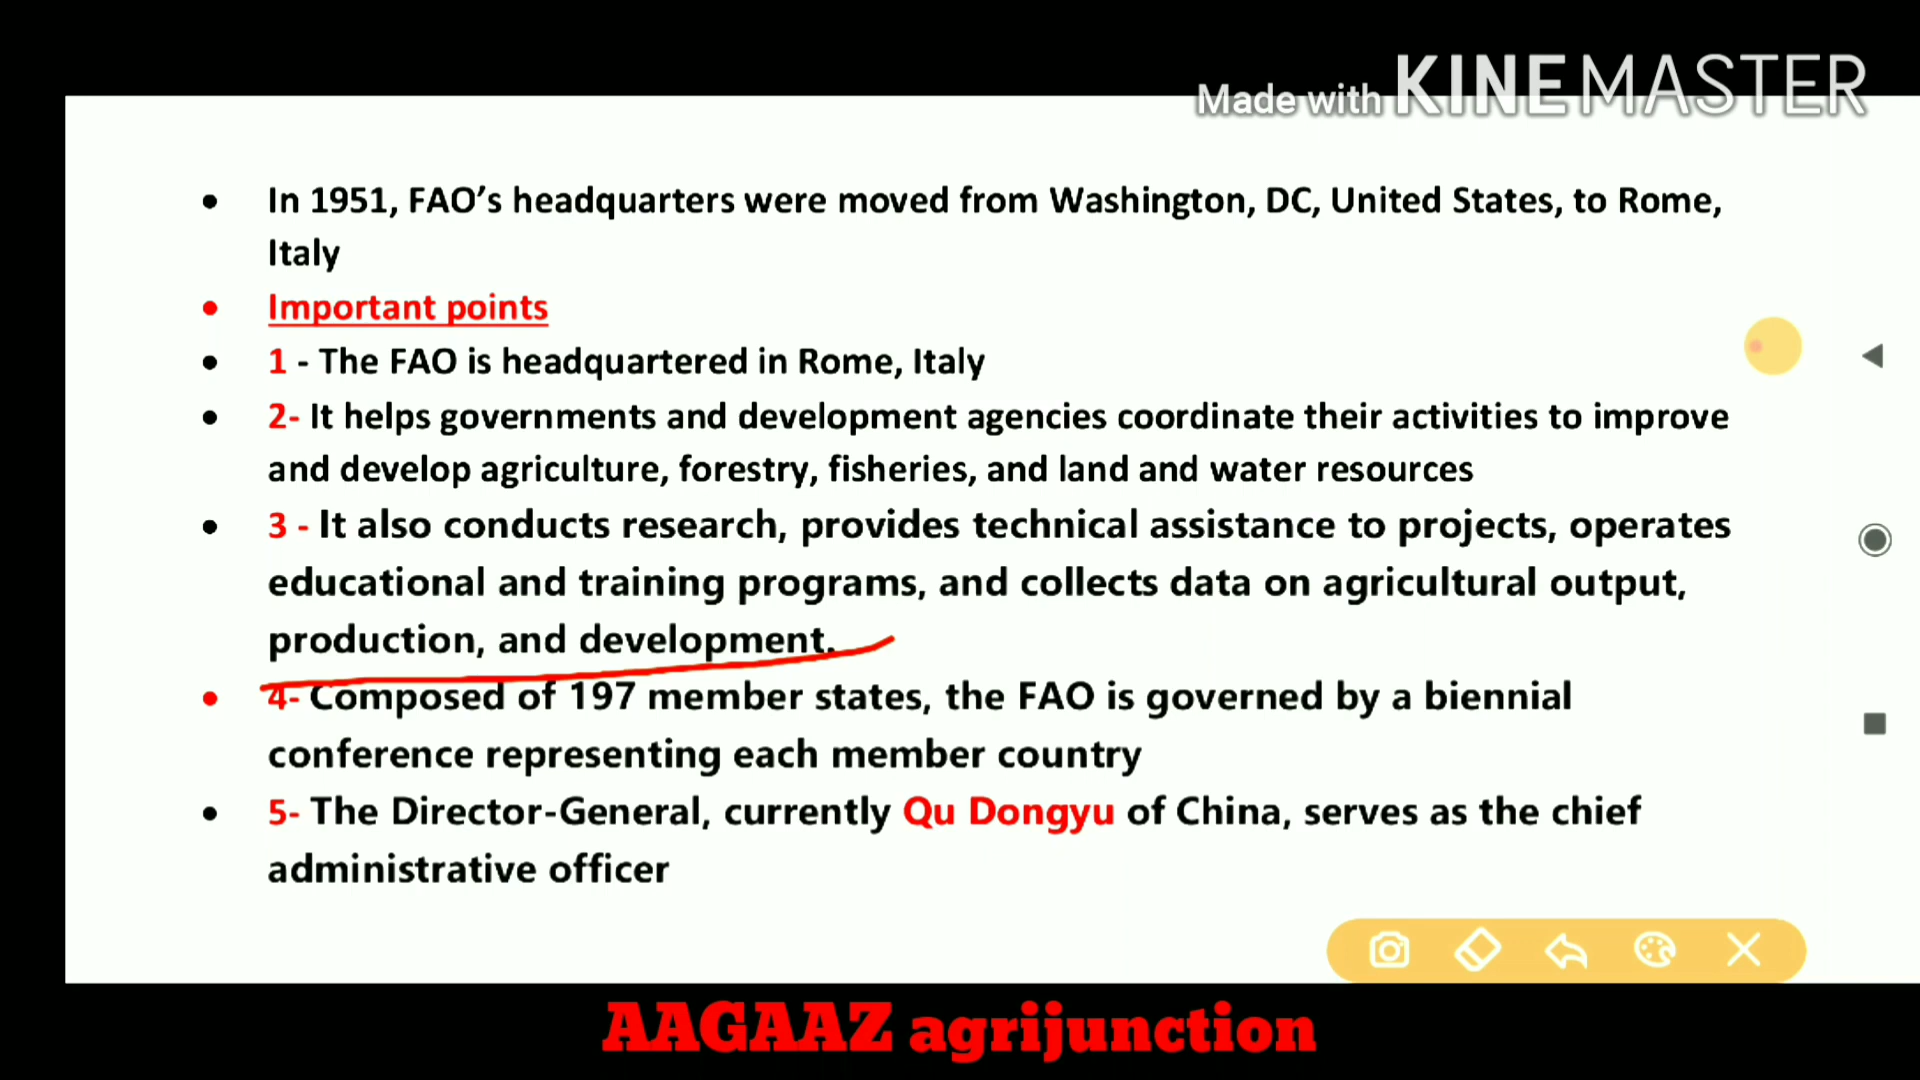 Made with KINEMASTER
• In 1951, FAO’s headquarters were moved from Washington, DC, United States, to Rome,
Italy
• Important points
• 1 - The FAO is headquartered in Rome, Italy
• 2- It helps governments and development agencies coordinate their activities to improve
and develop agriculture, forestry, fisheries, and land and water resources
• 3 - It also conducts research, provides technical assistance to projects, operates
educational and training programs, and collects data on agricultural output,
production, and development.
• 4- Composed of 197 member states, the FAO is governed by a biennial
conference representing each member country
• 5- The Director-General, currently Qu Dongyu of China, serves as the chief
administrative officer
AAGAAZ agrijunction